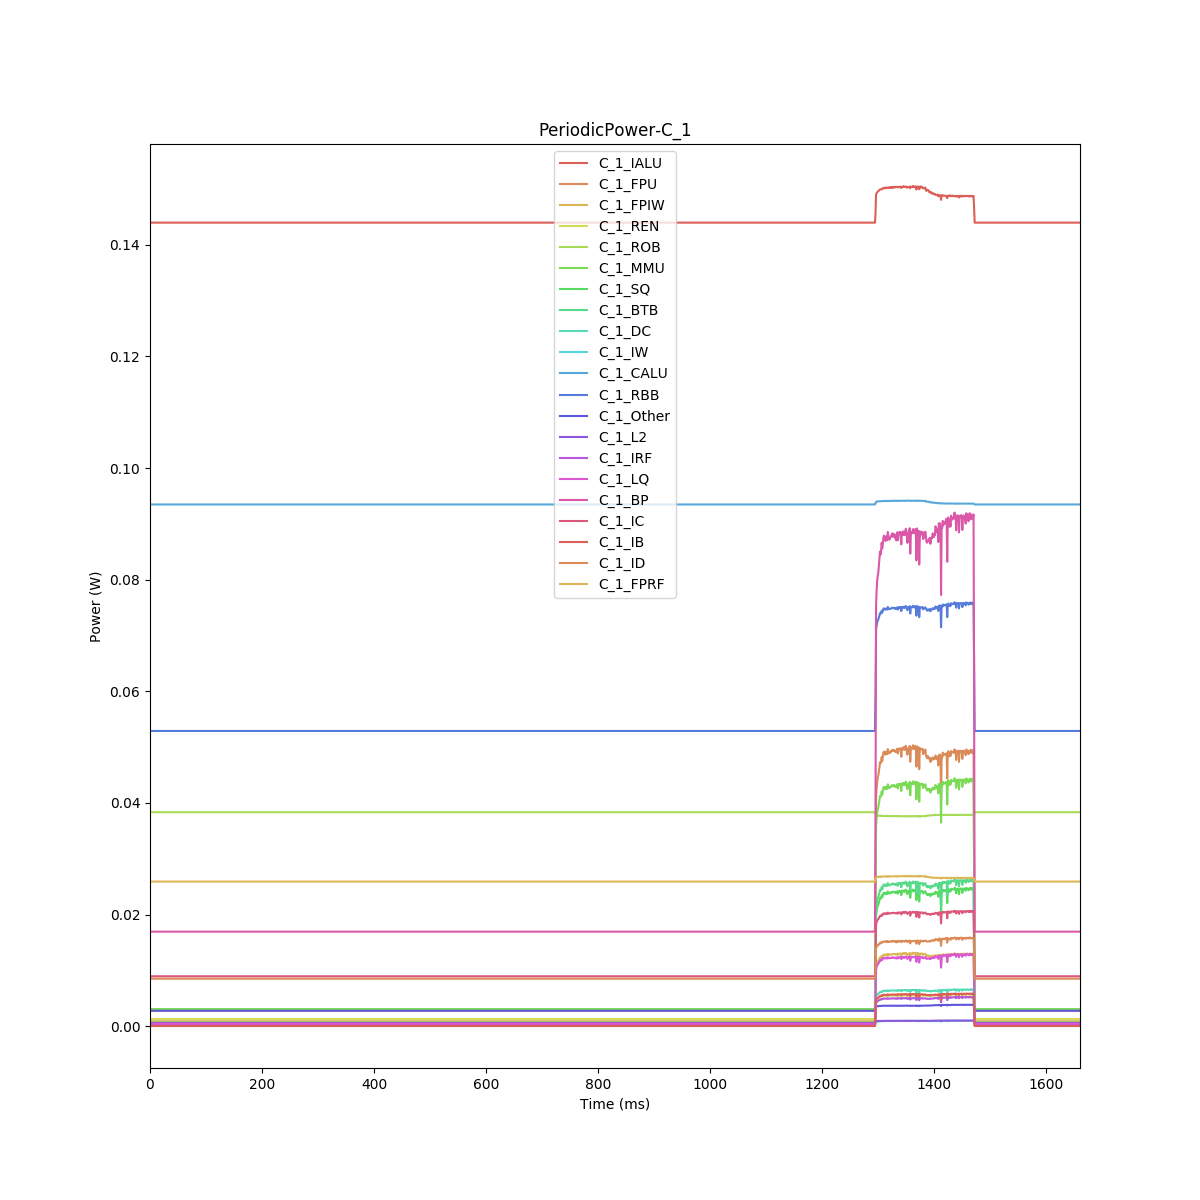 PeriodicPower-C_1
C_1_IALU
C_1_FPU
C_1_FPIW
C_1_REN
C_1_ROB
C_1_MMU
C_1_SQ
C_1_BTB
C_1_DC
C_1_IW
C_1_CALU
C_1_RBB
C_1_Other
C_1_L2
C_1_IRF
C_1_LQ
C_1_BP
C_1_IC
C_1_IB
C_1_ID
C_1_FPRF
0.14
0.12
0.10
0.08
0.06
0.04
0.02
0.00
Power (W)
0 200 400 600 800 1000 1200 1400 1600
Time (ms)